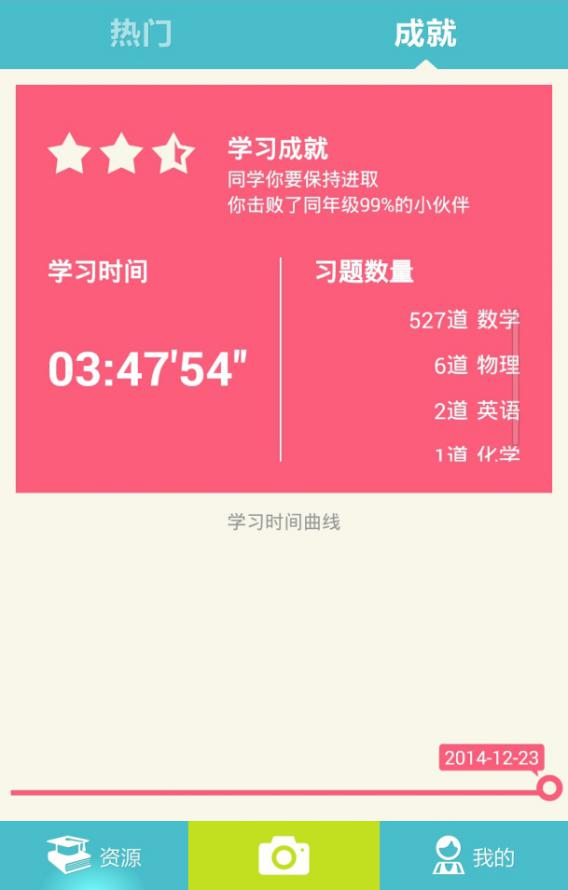 热门
成就
学习成就
同学你要保持进取
你击败了同年级99%的小伙伴
学习时间
习题数量
03:47'54"
527道 数学
6道 物理
2道 英语
1道 化学
学习时间曲线
2014-12-23
资源
我的